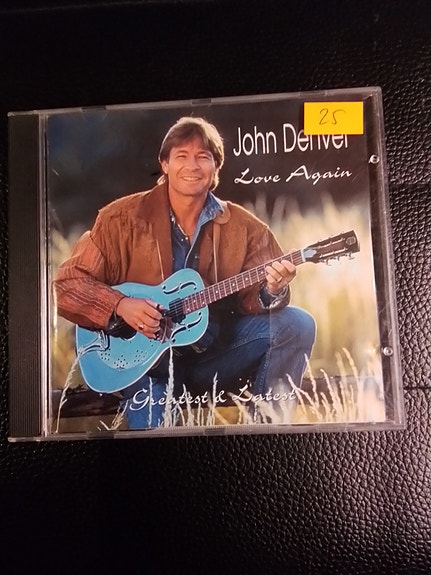 25
John Denver
Love Again
Greatest & Latest